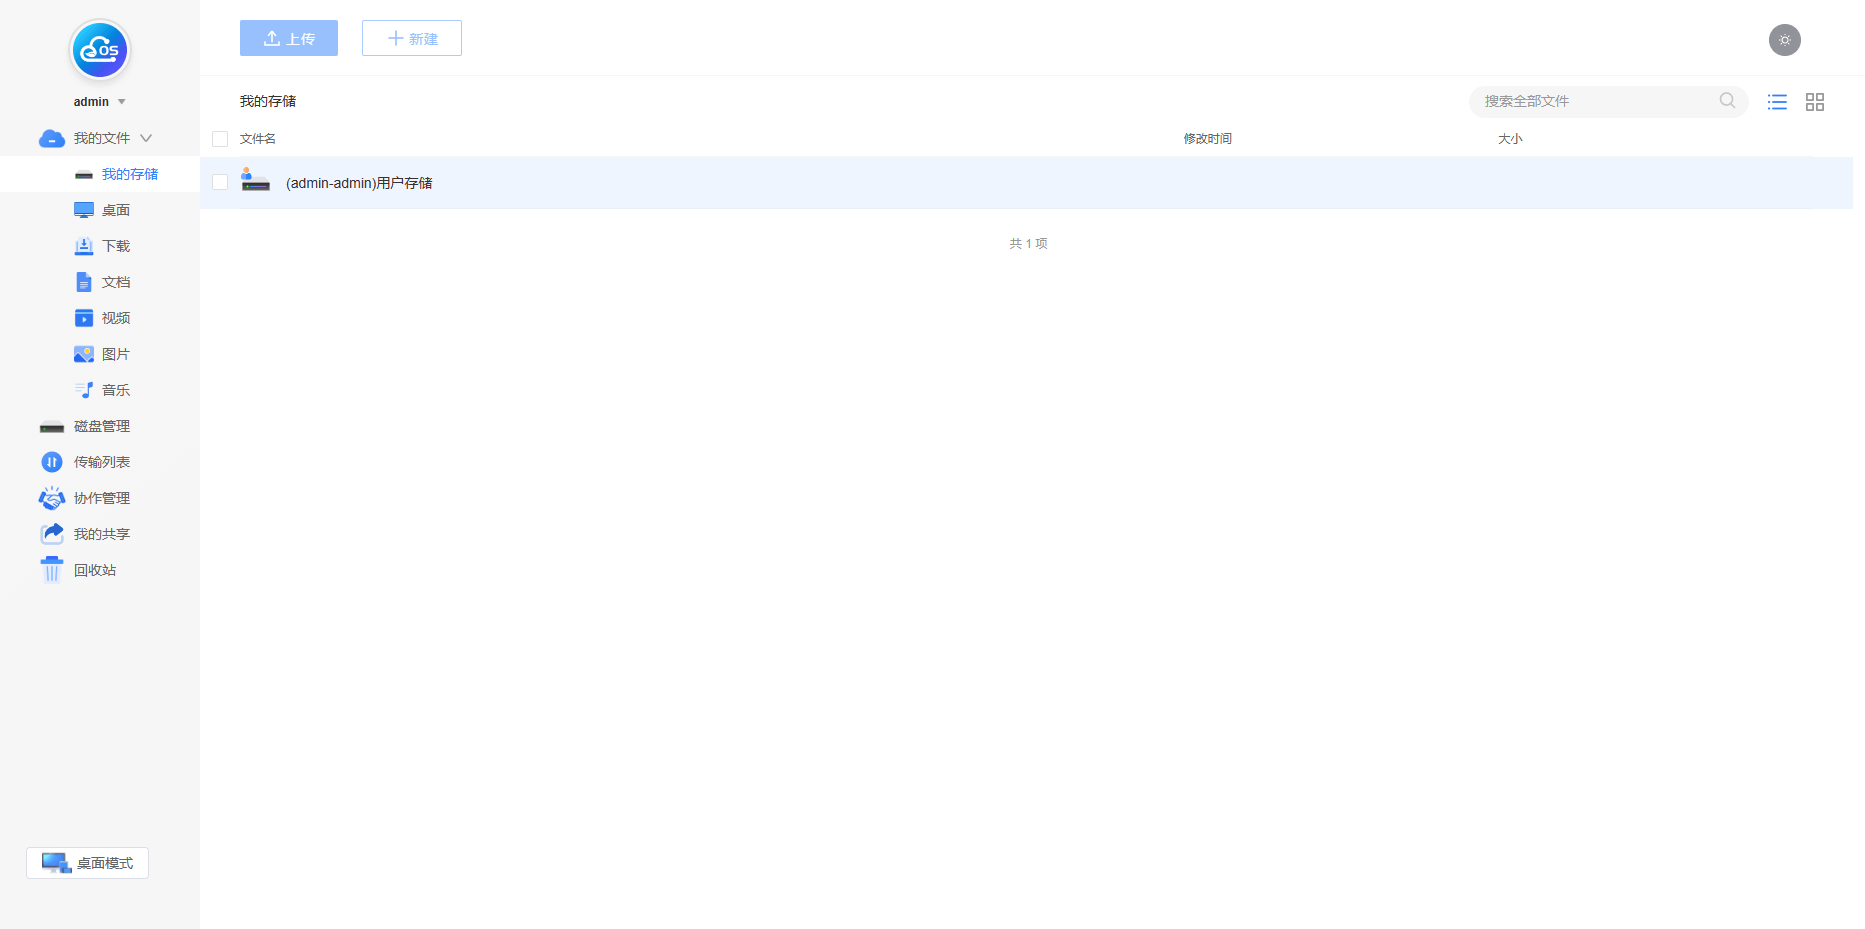 OS
admin
我的文件
我的存储
桌面
下载
文档
视频
图片
音乐
磁盘管理
传输列表
协作管理
我的共享
回收站
桌面模式
上传
新建
我的存储
搜索全部文件
文件名 修改时间 大小
(admin-admin)用户存储
共 1 项